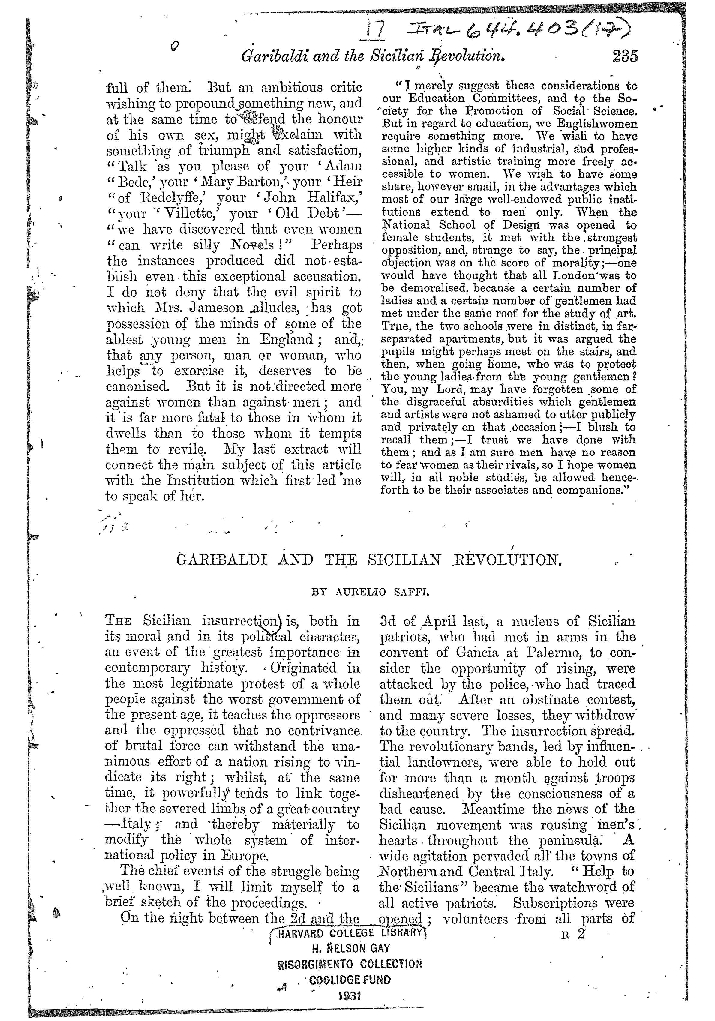 17 ITAL 644.403(17)
Garibaldi and the Sicilian Revolution. 235
full of them. But an ambitious critic
wishing to propound something new, and
at the same time to defend the honour
of his own sex, might exclaim with
something of triumph and satisfaction,
"Talk as you please of your 'Adam
"Bede,' your 'Mary Barton,' your 'Heir
"of Redclyffe,' your 'John Halifax,'
"your 'Villette,' your 'Old Debt'—
"we have discovered that even women
"can write silly Novels!" Perhaps
the instances produced did not esta-
blish even this exceptional accusation.
I do not deny that the evil spirit to
which Mrs. Jameson alludes, has got
possession of the minds of some of the
ablest young men in England; and,
that any person, man or woman, who
helps to exorcise it, deserves to be
canonised. But it is not directed more
against women than against men; and
it is far more fatal to those in whom it
dwells than to those whom it tempts
them to revile. My last extract will
connect the main subject of this article
with the Institution which first led me
to speak of her.
"I merely suggest these considerations to
our Education Committees, and to the So-
ciety for the Promotion of Social Science.
But in regard to education, we Englishwomen
require something more. We wish to have
some higher kinds of industrial, and profes-
sional, and artistic training more freely ac-
cessible to women. We wish to have some
share, however small, in the advantages which
most of our large well-endowed public insti-
tutions extend to men only. When the
National School of Design was opened to
female students, it met with the strongest
opposition, and, strange to say, the principal
objection was on the score of morality;—one
would have thought that all London was to
be demoralised, because a certain number of
ladies and a certain number of gentlemen had
met under the same roof for the study of art.
True, the two schools were in distinct, in far-
separated apartments, but it was argued the
pupils might perhaps meet on the stairs, and
then, when going home, who was to protect
the young ladies from the young gentlemen?
You, my Lord, may have forgotten some of
the disgraceful absurdities which gentlemen
and artists were not ashamed to utter publicly
and privately on that occasion;—I blush to
recall them;—I trust we have done with
them; and as I am sure men have no reason
to fear women as their rivals, so I hope women
will, in all noble studies, be allowed hence-
forth to be their associates and companions."
GARIBALDI AND THE SICILIAN REVOLUTION.
BY AURELIO SAFFI.
THE Sicilian insurrection is, both in
its moral and in its political character,
an event of the greatest importance in
contemporary history. Originated in
the most legitimate protest of a whole
people against the worst government of
the present age, it teaches the oppressors
and the oppressed that no contrivance
of brutal force can withstand the una-
nimous effort of a nation rising to vin-
dicate its right; whilst, at the same
time, it powerfully tends to link toge-
ther the severed limbs of a great country
—Italy; and thereby materially to
modify the whole system of inter-
national policy in Europe.
The chief events of the struggle being
well known, I will limit myself to a
brief sketch of the proceedings.
On the night between the 2d and the
3d of April last, a nucleus of Sicilian
patriots, who had met in arms in the
convent of Gancia at Palermo, to con-
sider the opportunity of rising, were
attacked by the police, who had traced
them out. After an obstinate contest,
and many severe losses, they withdrew
to the country. The insurrection spread.
The revolutionary bands, led by influen-
tial landowners, were able to hold out
for more than a month against troops
disheartened by the consciousness of a
bad cause. Meantime the news of the
Sicilian movement was rousing men's
hearts throughout the peninsula. A
wide agitation pervaded all the towns of
Northern and Central Italy. "Help to
the Sicilians" became the watchword of
all active patriots. Subscriptions were
opened; volunteers from all parts of
R 2
HARVARD COLLEGE LIBRARY
H. NELSON GAY
RISORGIMENTO COLLECTION
COOLIDGE FUND
1931